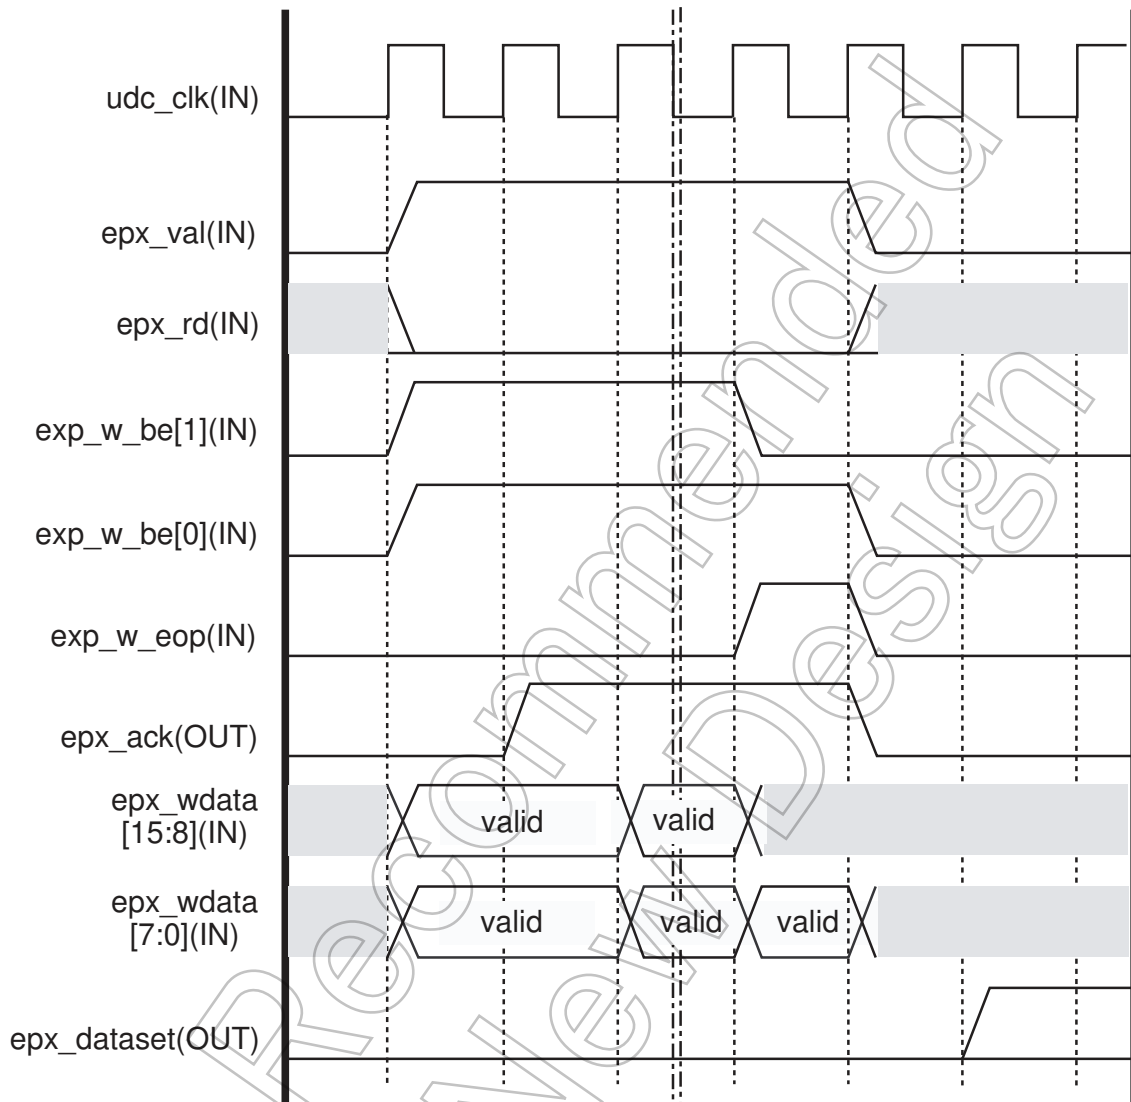 udc_clk(IN)
epx_val(IN)
epx_rd(IN)
exp_w_be[1](IN)
exp_w_be[0](IN)
exp_w_eop(IN)
epx_ack(OUT)
epx_wdata
[15:8](IN)
valid valid
epx_wdata
[7:0](IN)
valid valid valid
epx_dataset(OUT)
Recommended
New Design